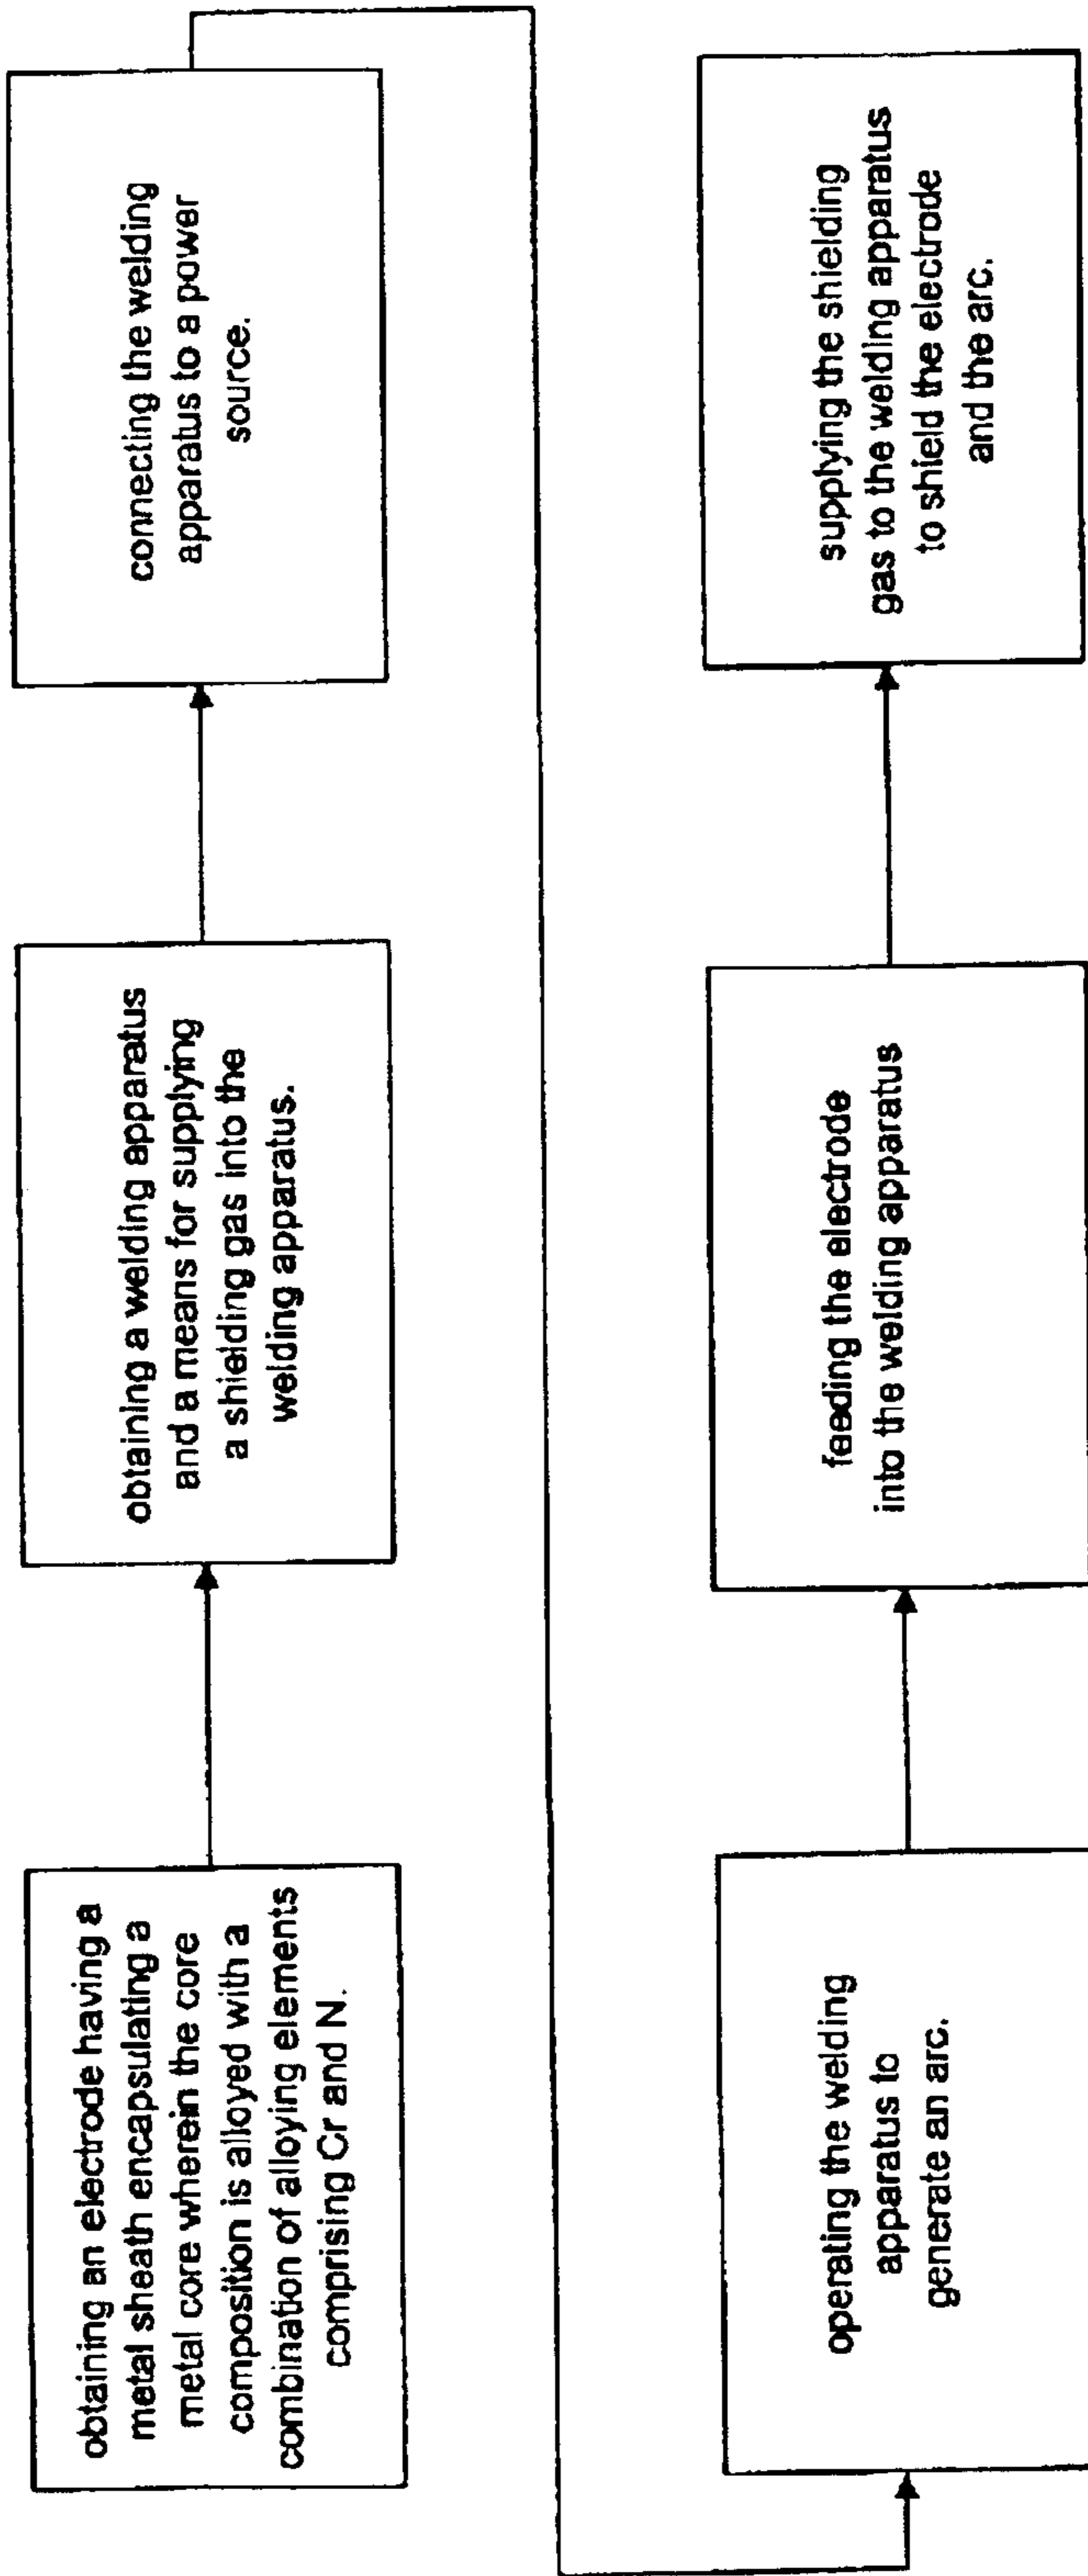 obtaining an electrode having a
metal sheath encapsulating a
metal core wherein the core
composition is alloyed with a
combination of alloying elements
comprising Cr and N.
obtaining a welding apparatus
and a means for supplying
a shielding gas into the
welding apparatus.
connecting the welding
apparatus to a power
source.
operating the welding
apparatus to
generate an arc.
feeding the electrode
into the welding apparatus
supplying the shielding
gas to the welding apparatus
to shield the electrode
and the arc.